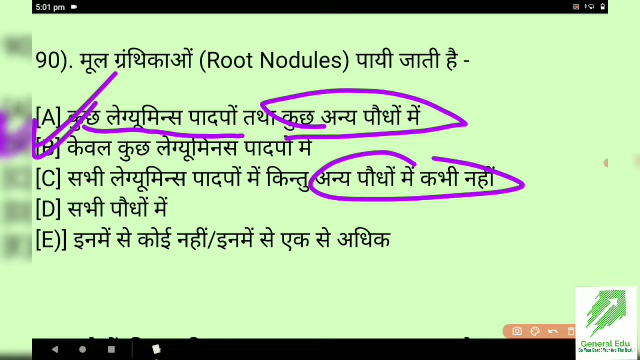 5:01 pm
90). मूल ग्रंथिकाओं (Root Nodules) पायी जाती है -
[A] कुछ लेग्यूमिन्स पादपों तथा कुछ अन्य पौधों में
[B] केवल कुछ लेग्यूमिनस पादपों में
[C] सभी लेग्यूमिन्स पादपों में किन्तु अन्य पौधों में कभी नहीं
[D] सभी पौधों में
[E)] इनमें से कोई नहीं/इनमें से एक से अधिक
General Edu